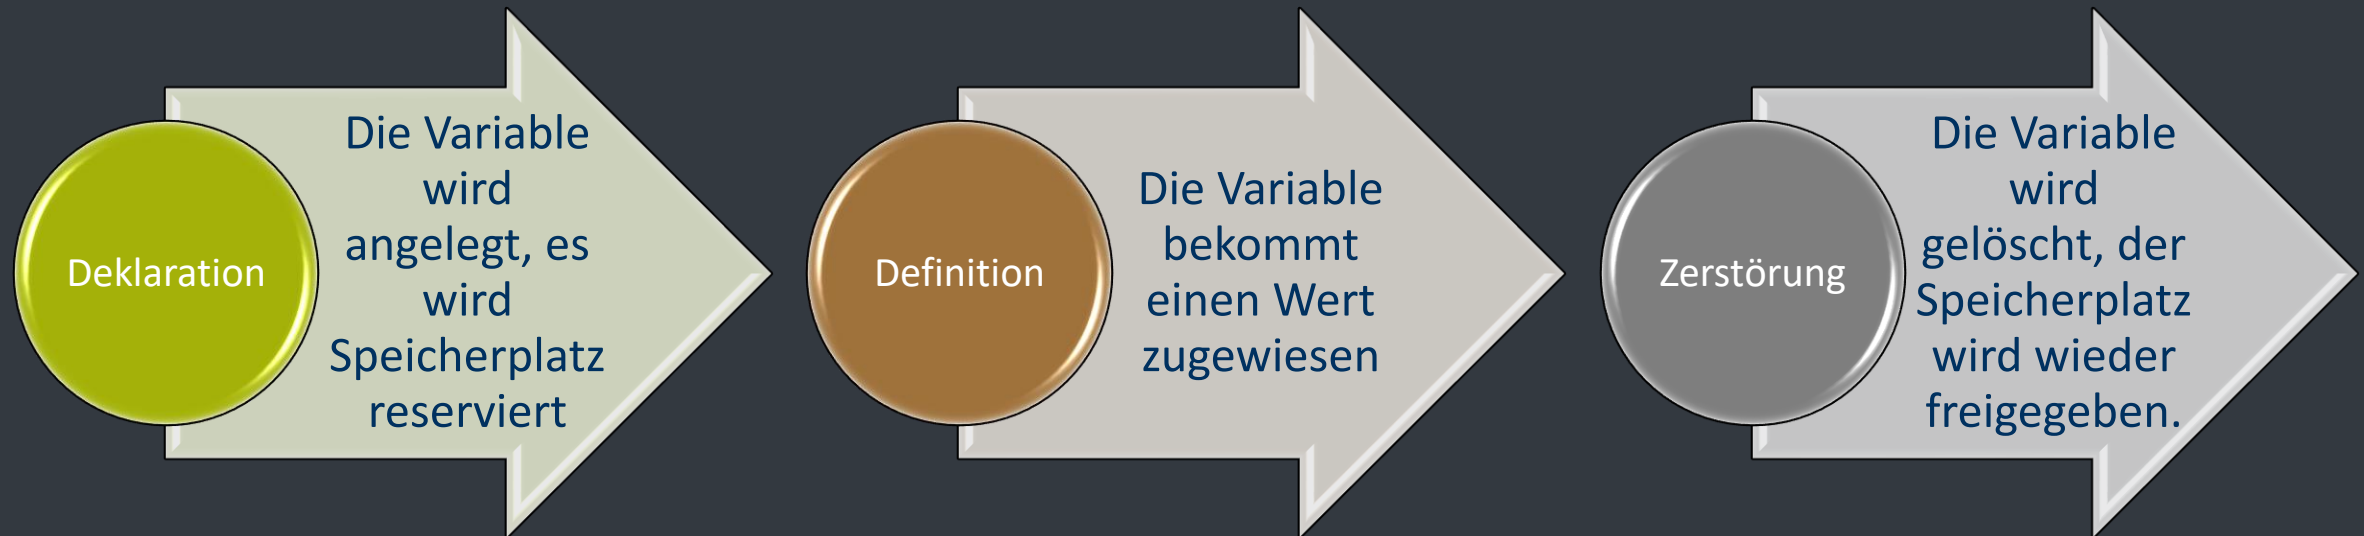 Deklaration
Die Variable
wird
angelegt, es
wird
Speicherplatz
reserviert
Definition
Die Variable
bekommt
einen Wert
zugewiesen
Zerstörung
Die Variable
wird
gelöscht, der
Speicherplatz
wird wieder
freigegeben.